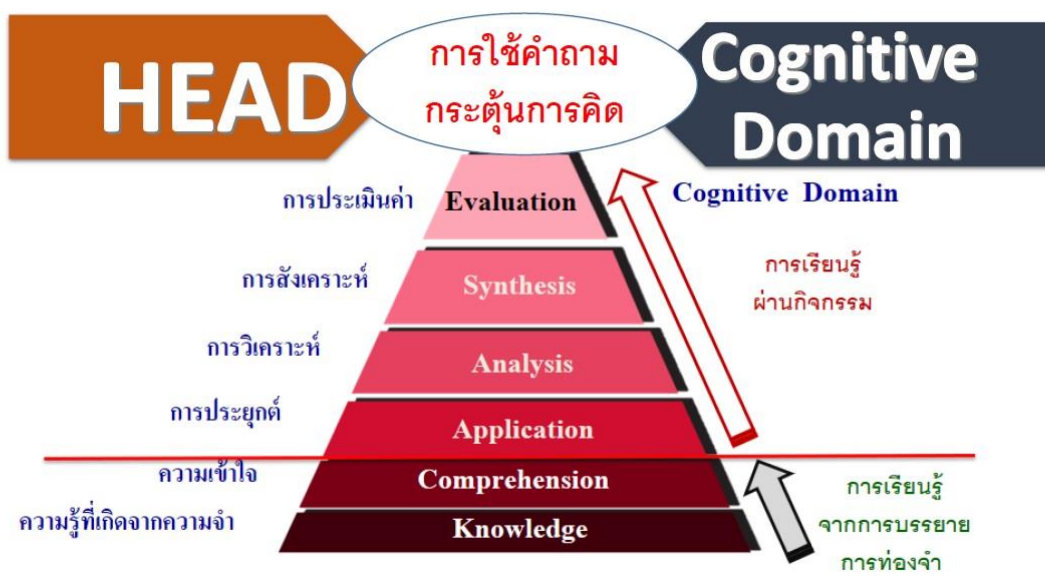 HEAD
การใช้คำถาม
กระตุ้นการคิด
Cognitive
Domain
การประเมินค่า
Evaluation
Cognitive Domain
การสังเคราะห์
Synthesis
การเรียนรู้
ผ่านกิจกรรม
การวิเคราะห์
Analysis
การประยุกต์
Application
ความเข้าใจ
Comprehension
ความรู้ที่เกิดจากความจำ
Knowledge
การเรียนรู้
จากการบรรยาย
การท่องจำ